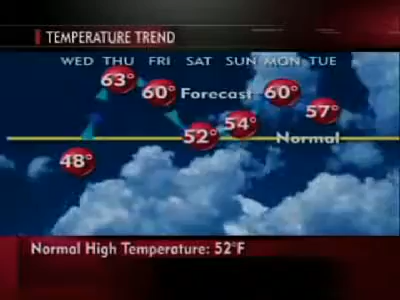 TEMPERATURE TREND
WED THU FRI SAT SUN MON TUE
63° 60° Forecast 60°
57°
52° 54°
Normal
48°
Normal High Temperature: 52°F